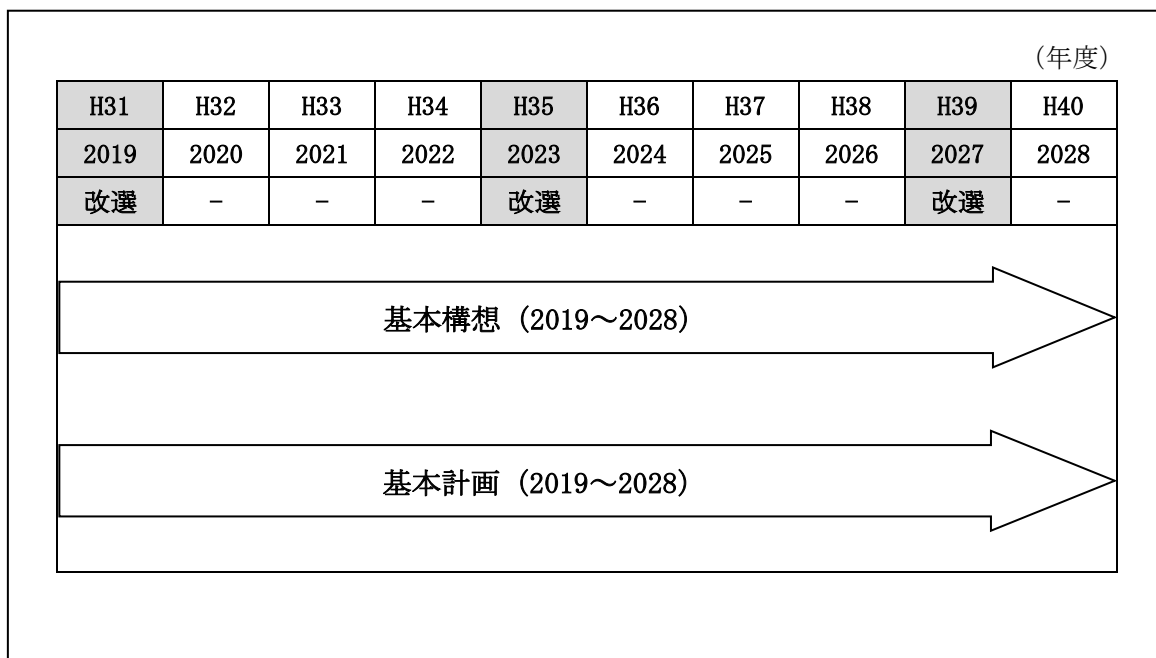 （年度）
H31 H32 H33 H34 H35 H36 H37 H38 H39 H40
2019 2020 2021 2022 2023 2024 2025 2026 2027 2028
改選 － － － 改選 － － － 改選 －
基本構想（2019～2028）
基本計画（2019～2028）